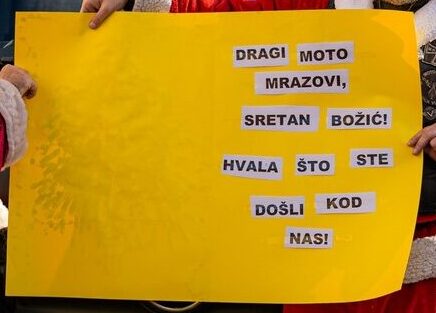 DRAGI MOTO
MRAZOVI,
SRETAN BOŽIĆ!
HVALA ŠTO STE
DOŠLI KOD
NAS!